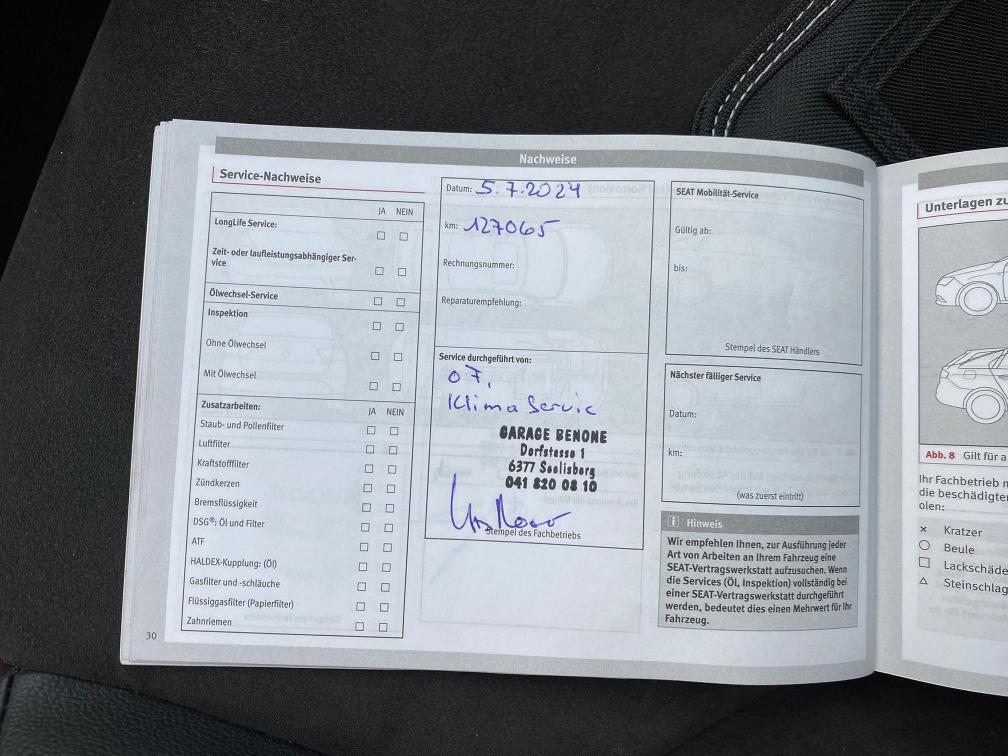 Nachweise
Service-Nachweise
JA NEIN
LongLife Service:
Zeit- oder laufleistungsabhängiger Ser-
vice
Ölwechsel-Service
Inspektion
Ohne Ölwechsel
Mit Ölwechsel
Zusatzarbeiten: JA NEIN
Staub- und Pollenfilter
Luftfilter
Kraftstofffilter
Zündkerzen
Bremsflüssigkeit
DSG®: Öl und Filter
ATF
HALDEX-Kupplung: (Öl)
Gasfilter und -schläuche
Flüssiggasfilter (Papierfilter)
Zahnriemen
30
Datum: 5.7.2024
km: 127065
Rechnungsnummer:
Reparaturempfehlung:
Service durchgeführt von:
07.
Klima Servic
GARAGE BENONE
Dorfstasse 1
6377 Seelisberg
041 820 08 10
Stempel des Fachbetriebs
SEAT Mobilität-Service
Gültig ab:
bis:
Stempel des SEAT Händlers
Nächster fälliger Service
Datum:
km:
(was zuerst eintritt)
Hinweis
Wir empfehlen Ihnen, zur Ausführung jeder
Art von Arbeiten an Ihrem Fahrzeug eine
SEAT-Vertragswerkstatt aufzusuchen. Wenn
die Services (Öl, Inspektion) vollständig bei
einer SEAT-Vertragswerkstatt durchgeführt
werden, bedeutet dies einen Mehrwert für Ihr
Fahrzeug.
Unterlagen zu
Abb. 8 Gilt für a
Ihr Fachbetrieb
die beschädigten
olen:
Kratzer
Beule
Lackschäde
Steinschlag